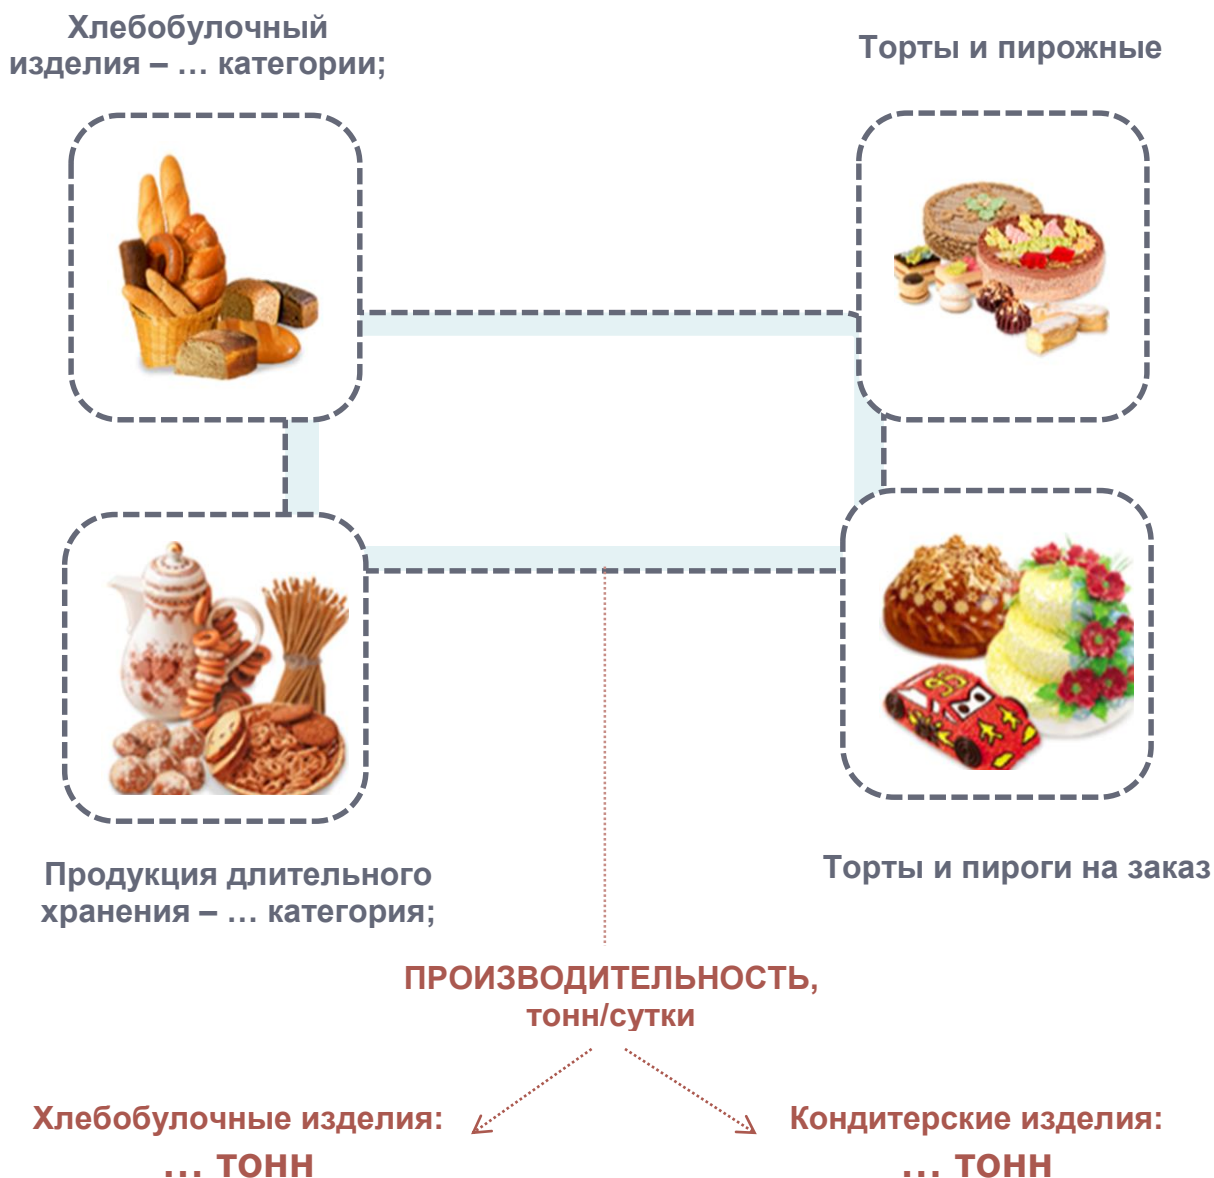 Хлебобулочный
изделия – … категории;
Торты и пирожные
Продукция длительного
хранения – … категория;
Торты и пироги на заказ
ПРОИЗВОДИТЕЛЬНОСТЬ,
тонн/сутки
Хлебобулочные изделия:
… тонн
Кондитерские изделия:
… тонн